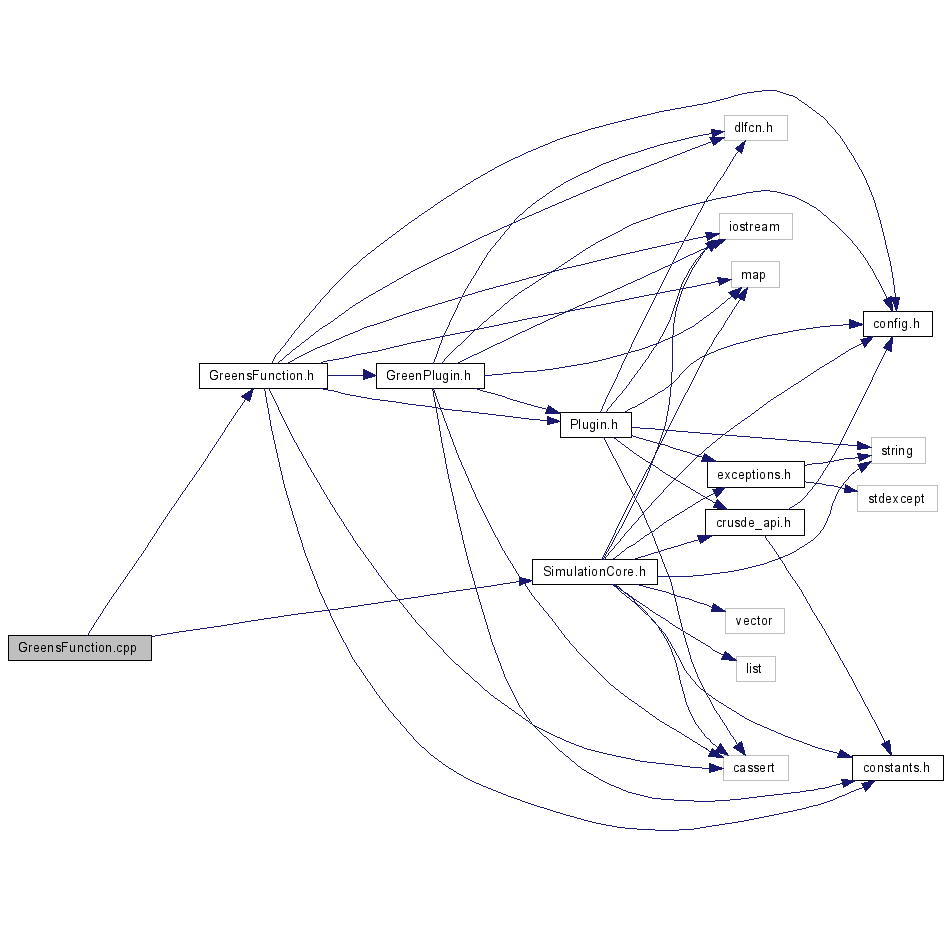 dlfcn.h
iostream
map
config.h
GreensFunction.h
GreenPlugin.h
Plugin.h
string
exceptions.h
stdexcept
crusde_api.h
SimulationCore.h
vector
GreensFunction.cpp
list
cassert
constants.h